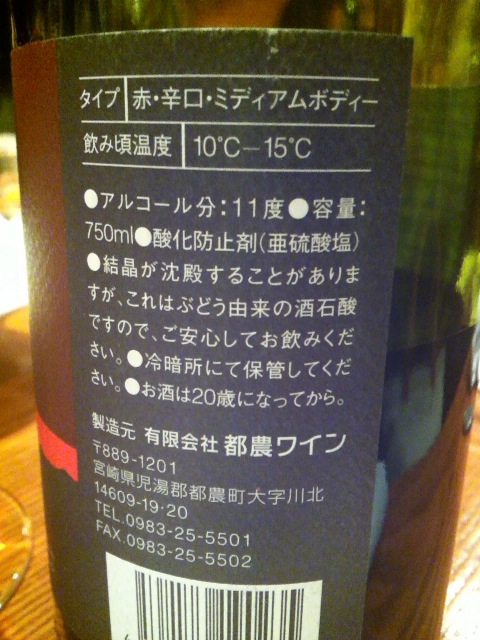 タイプ 赤・辛口・ミディアムボディー
飲み頃温度 10℃―15℃
●アルコール分:11度●容量:
750ml●酸化防止剤(亜硫酸塩)
●結晶が沈殿することがありま
すが、これはぶどう由来の酒石酸
ですので、ご安心してお飲みくだ
さい。●冷暗所にて保管してくだ
さい。●お酒は20歳になってから。
製造元 有限会社 都農ワイン
〒889-1201
宮崎県児湯郡都農町大字川北
14609-19・20
TEL.0983-25-5501
FAX.0983-25-5502